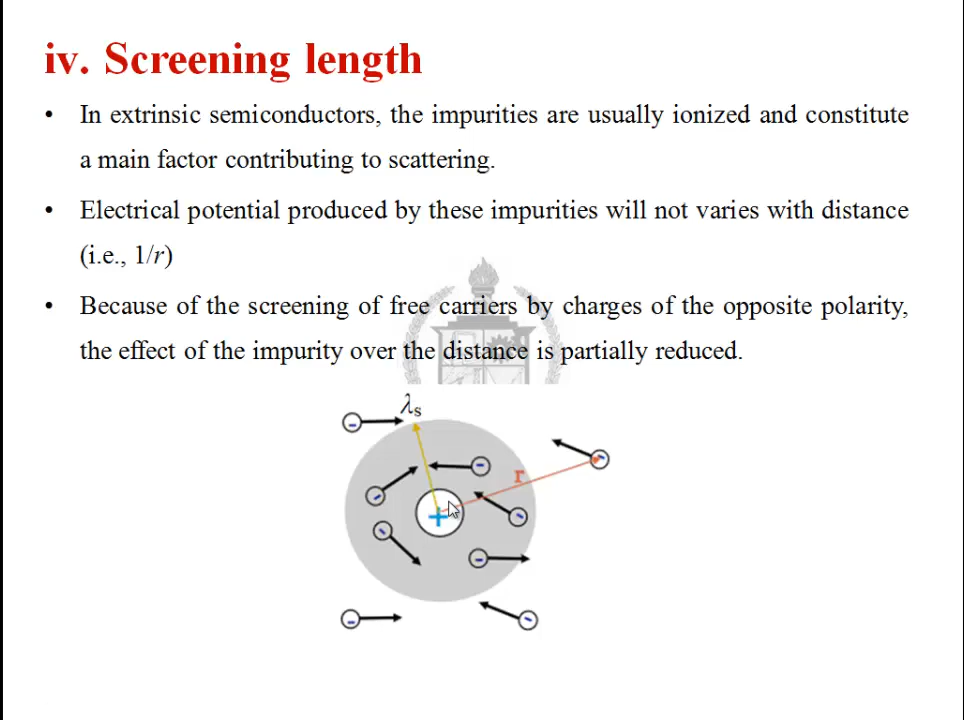 iv. Screening length
• In extrinsic semiconductors, the impurities are usually ionized and constitute
a main factor contributing to scattering.
• Electrical potential produced by these impurities will not varies with distance
(i.e., 1/r)
• Because of the screening of free carriers by charges of the opposite polarity,
the effect of the impurity over the distance is partially reduced.
λs
r
+